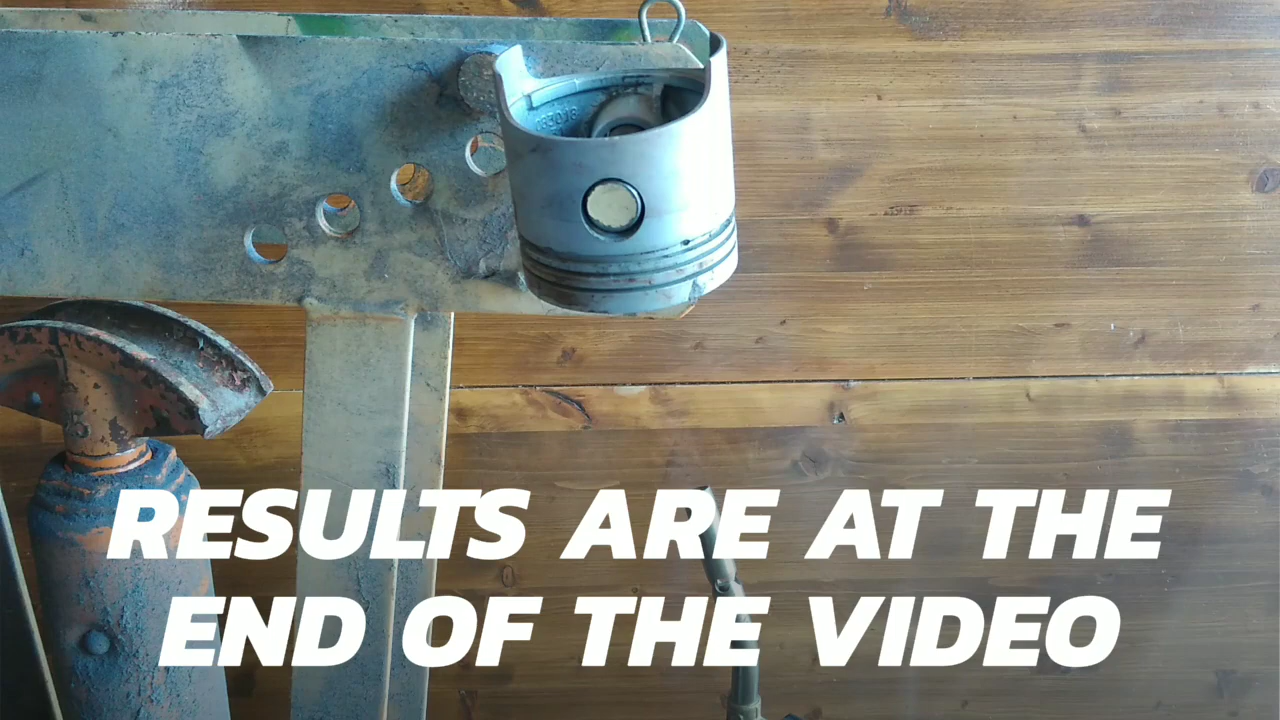 RESULTS ARE AT THE
END OF THE VIDEO